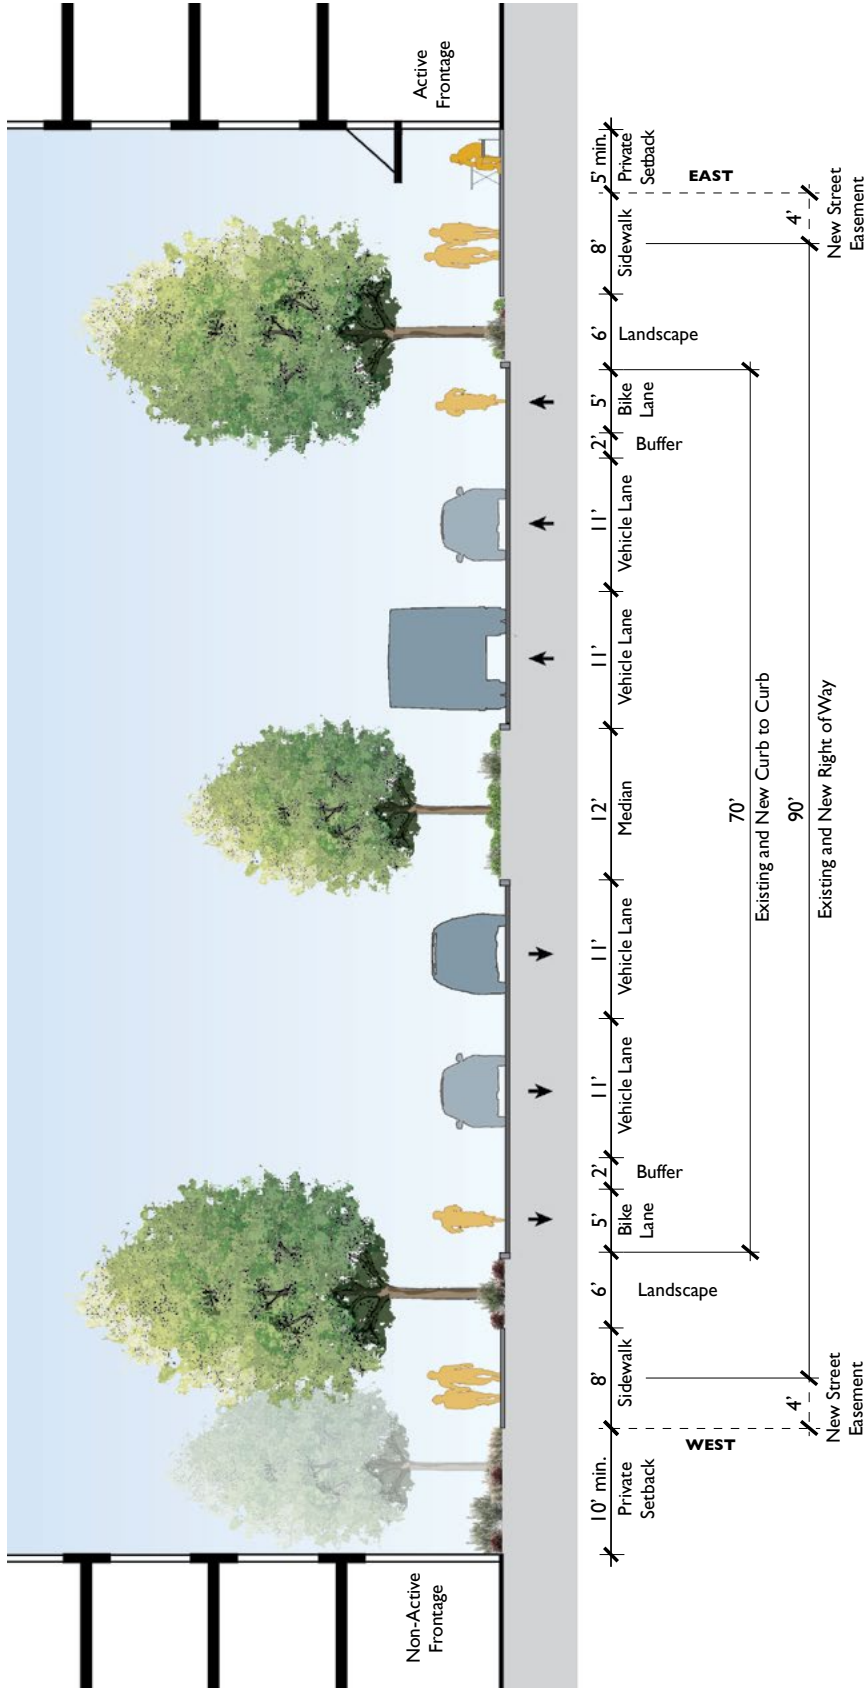 Non-Active
Frontage
Active
Frontage
10' min.
Private
Setback
8'
Sidewalk
6'
Landscape
5'
Bike
Lane
2'
Buffer
11'
Vehicle Lane
11'
Vehicle Lane
12'
Median
11'
Vehicle Lane
11'
Vehicle Lane
2'
Buffer
5'
Bike
Lane
6'
Landscape
8'
Sidewalk
5' min.
Private
Setback
WEST
EAST
70'
Existing and New Curb to Curb
4'
New Street
Easement
90'
Existing and New Right of Way
4'
New Street
Easement